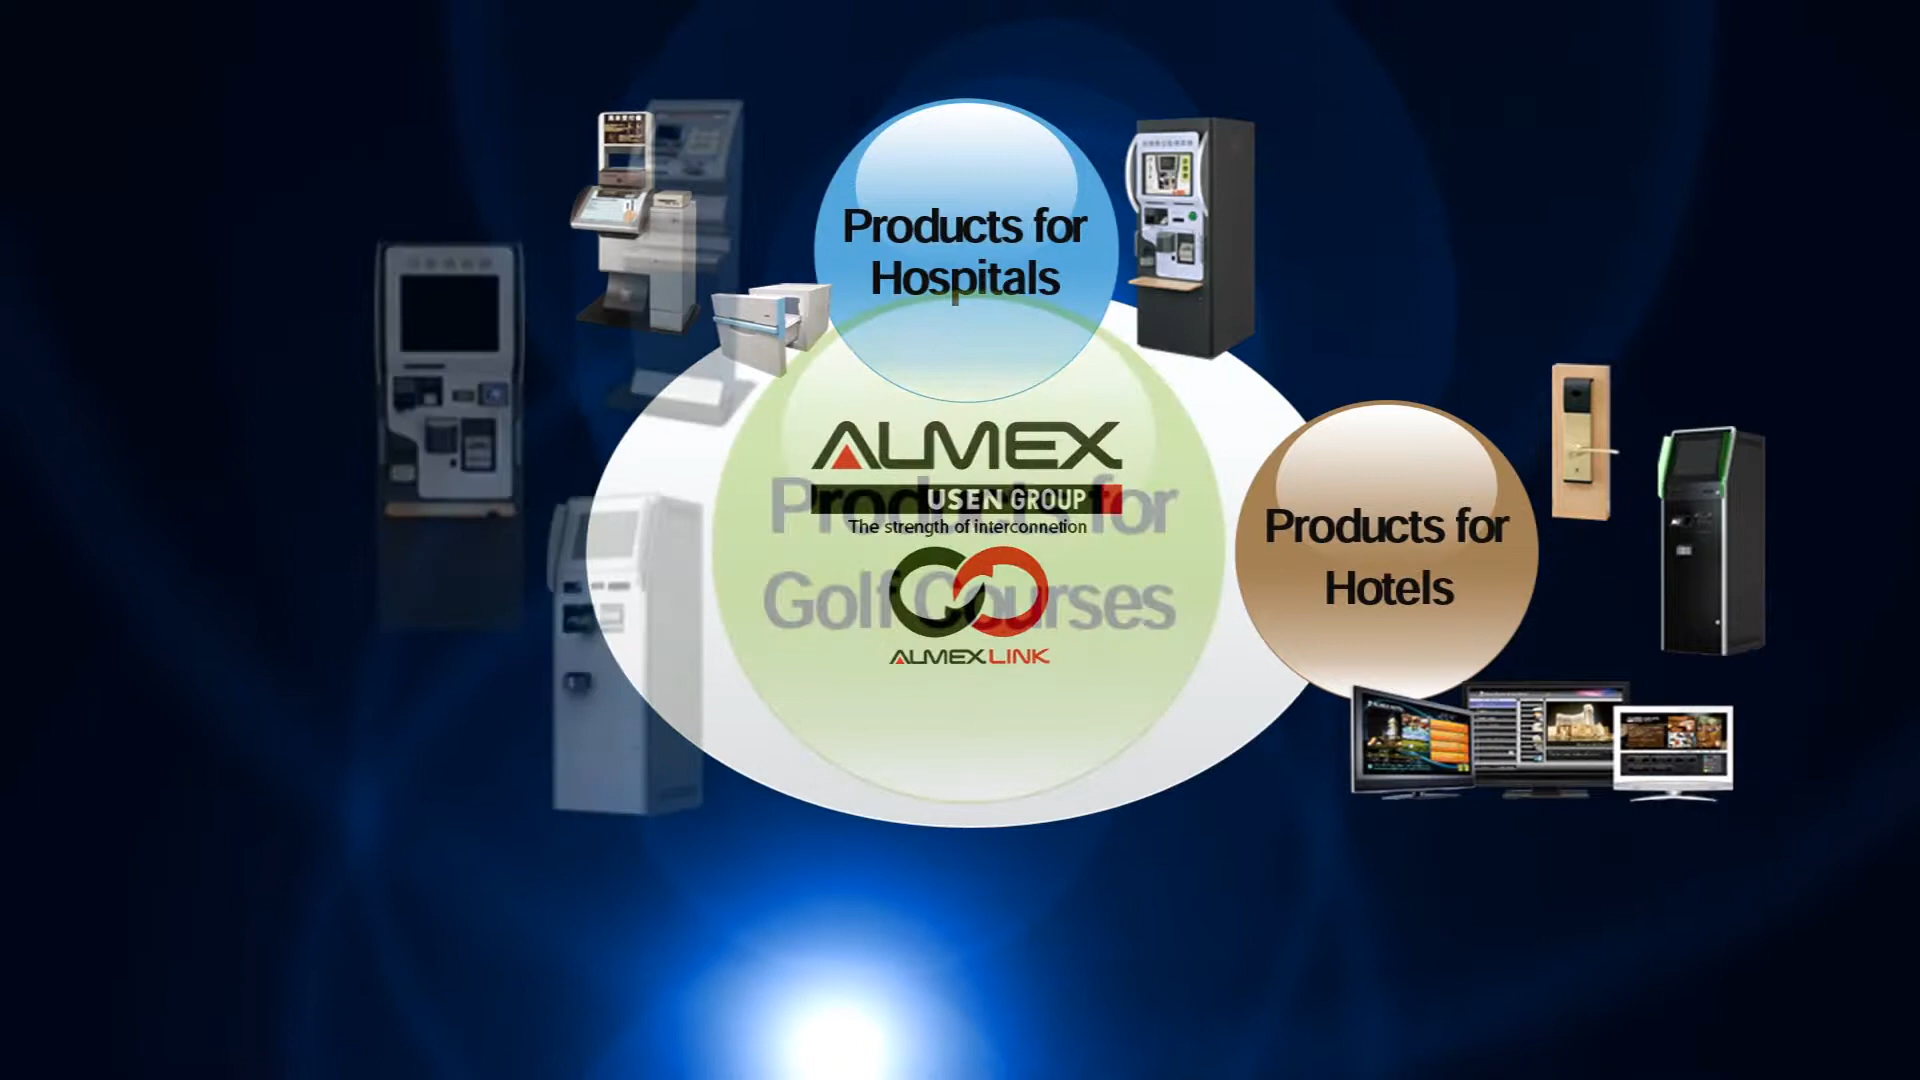 Products for
Hospitals
ALMEX
USEN GROUP
The strength of interconnetion
Products for
Golf Courses
ALMEX LINK
Products for
Hotels